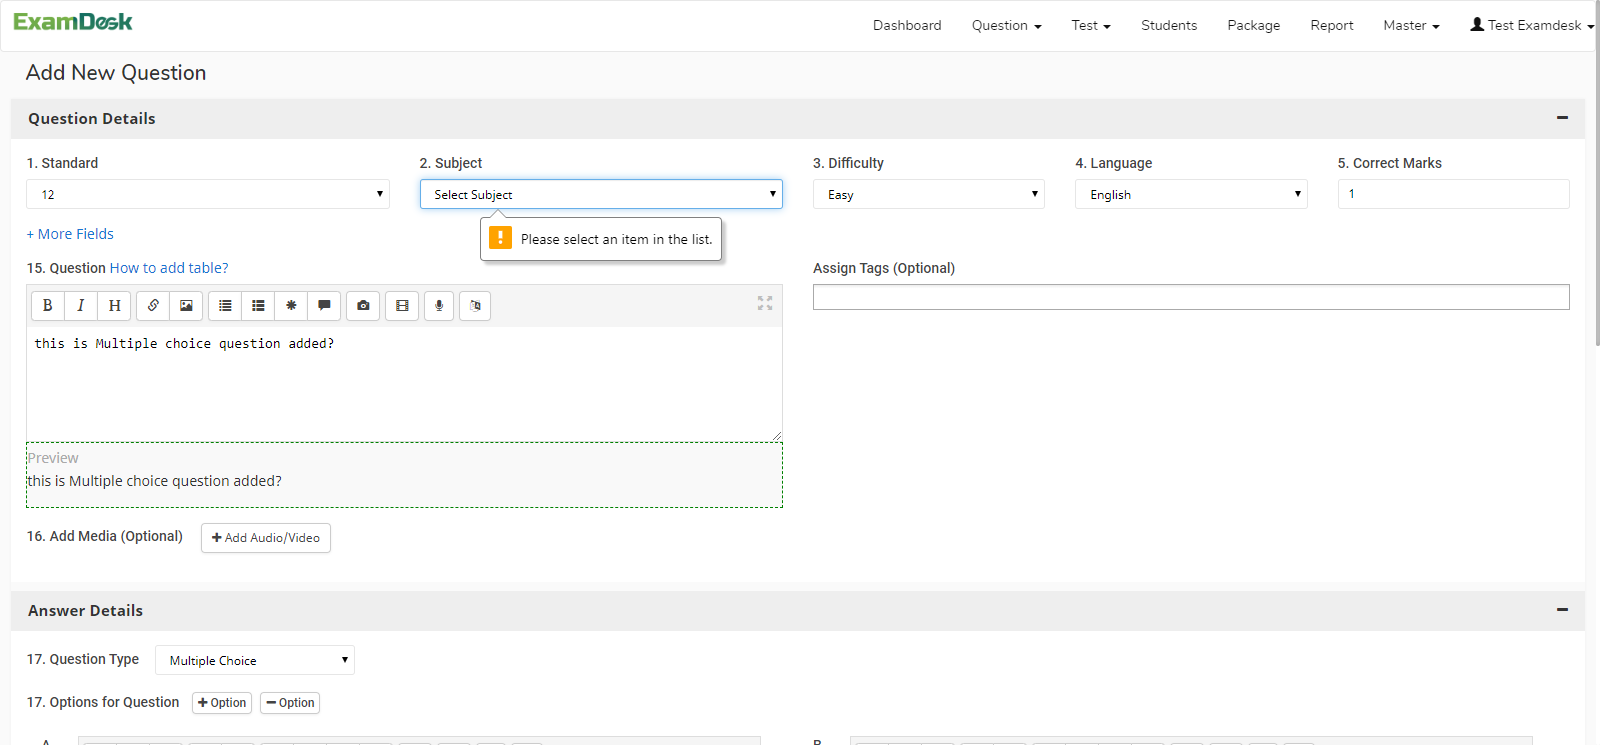 ExamDesk
Dashboard Question Test Students Package Report Master Test Examdesk
Add New Question
Question Details
1. Standard 2. Subject 3. Difficulty 4. Language 5. Correct Marks
12 Select Subject Easy English 1
+ More Fields
Please select an item in the list.
15. Question How to add table? Assign Tags (Optional)
B I H
this is Multiple choice question added?
Preview
this is Multiple choice question added?
16. Add Media (Optional) + Add Audio/Video
Answer Details
17. Question Type Multiple Choice
17. Options for Question + Option - Option
A B